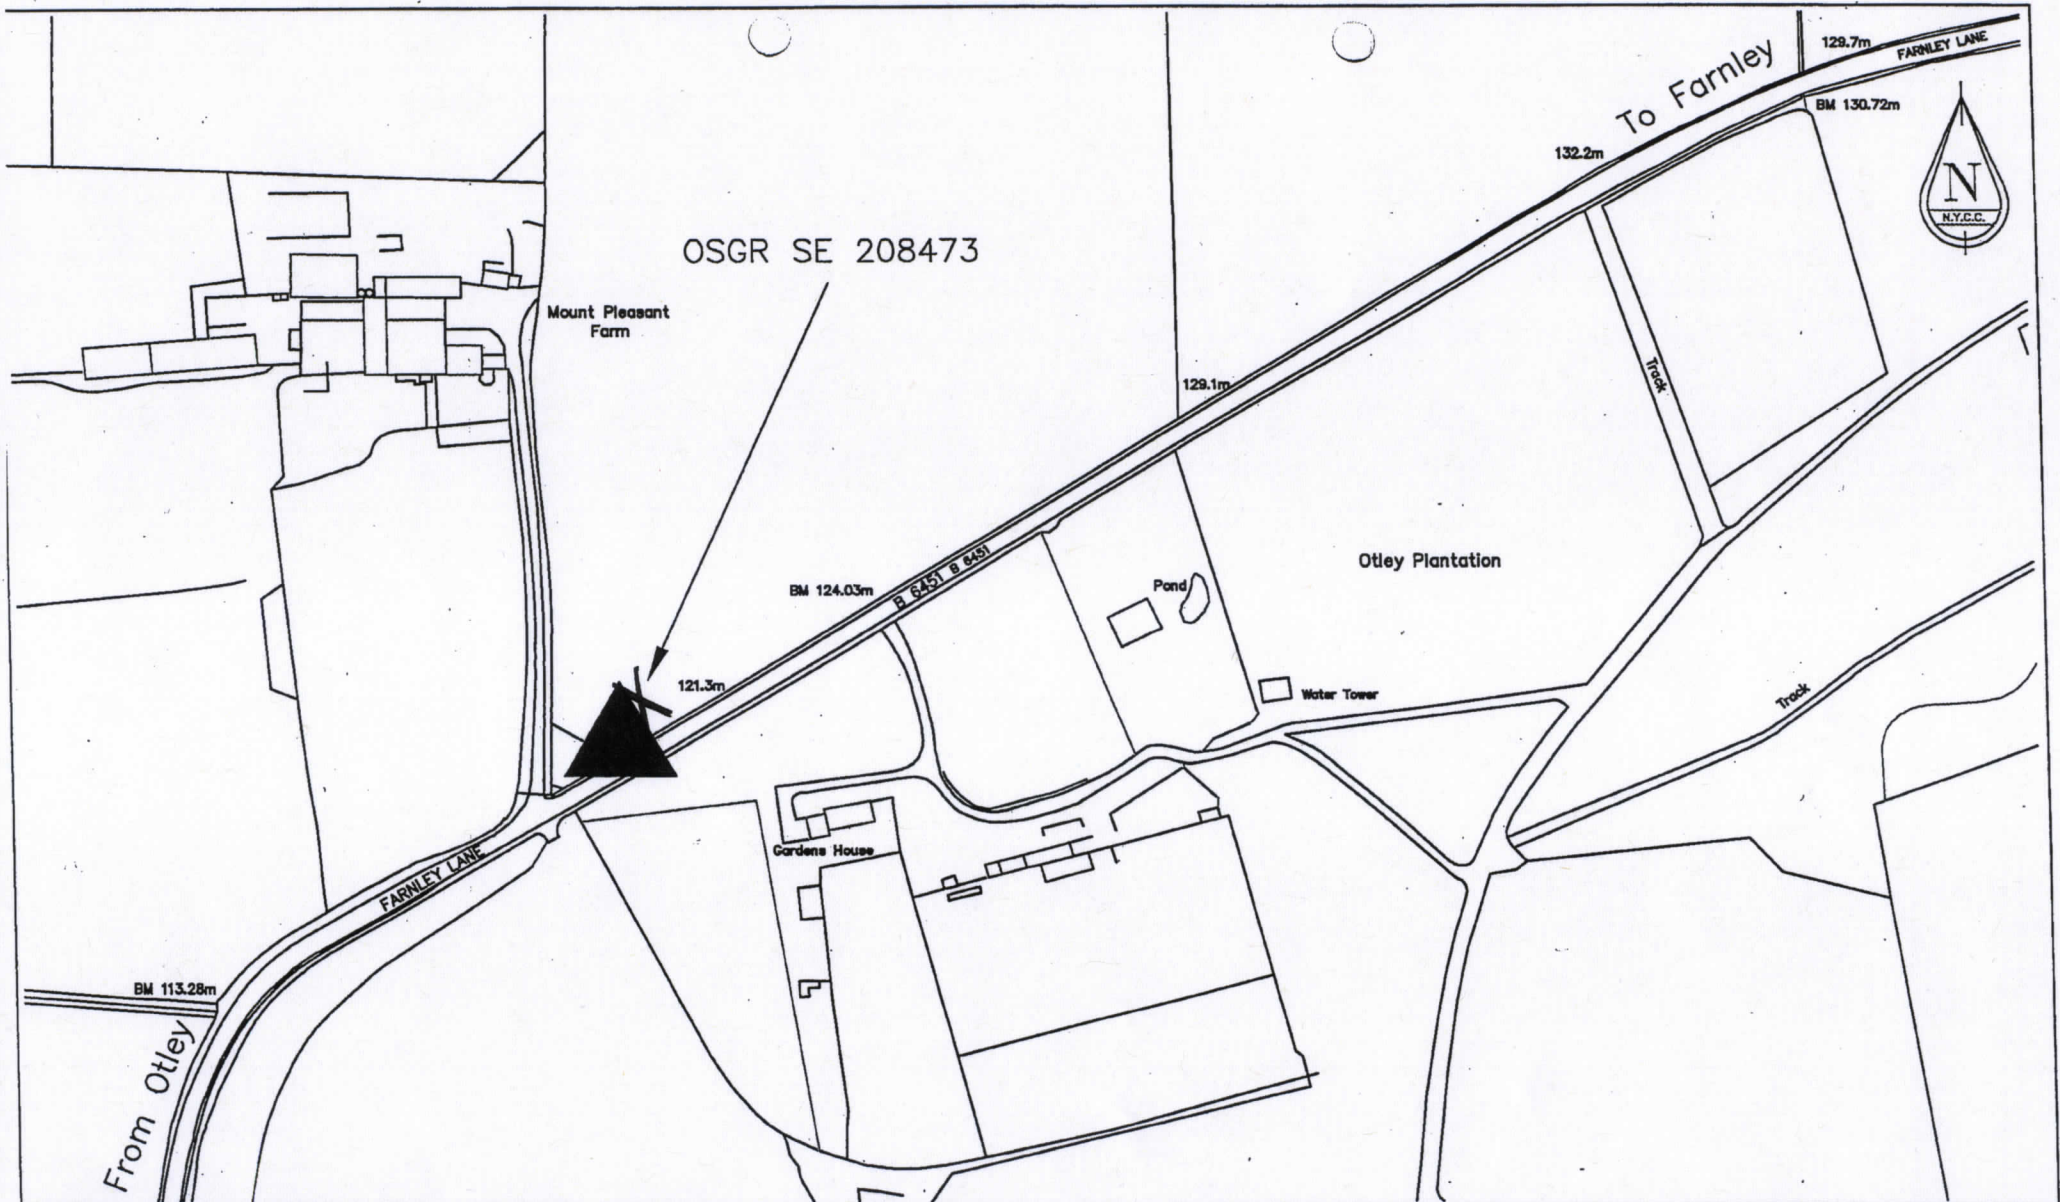 129.7m
FARNLEY LANE
To Farnley
BM 130.72m
132.2m
N
N.Y.C.C.
OSGR SE 208473
Mount Pleasant
Farm
129.1m
Track
Otley Plantation
BM 124.03m
B 6451 B 6451
Pond
121.3m
Water Tower
Track
Gardens House
FARNLEY LANE
BM 113.28m
From Otley